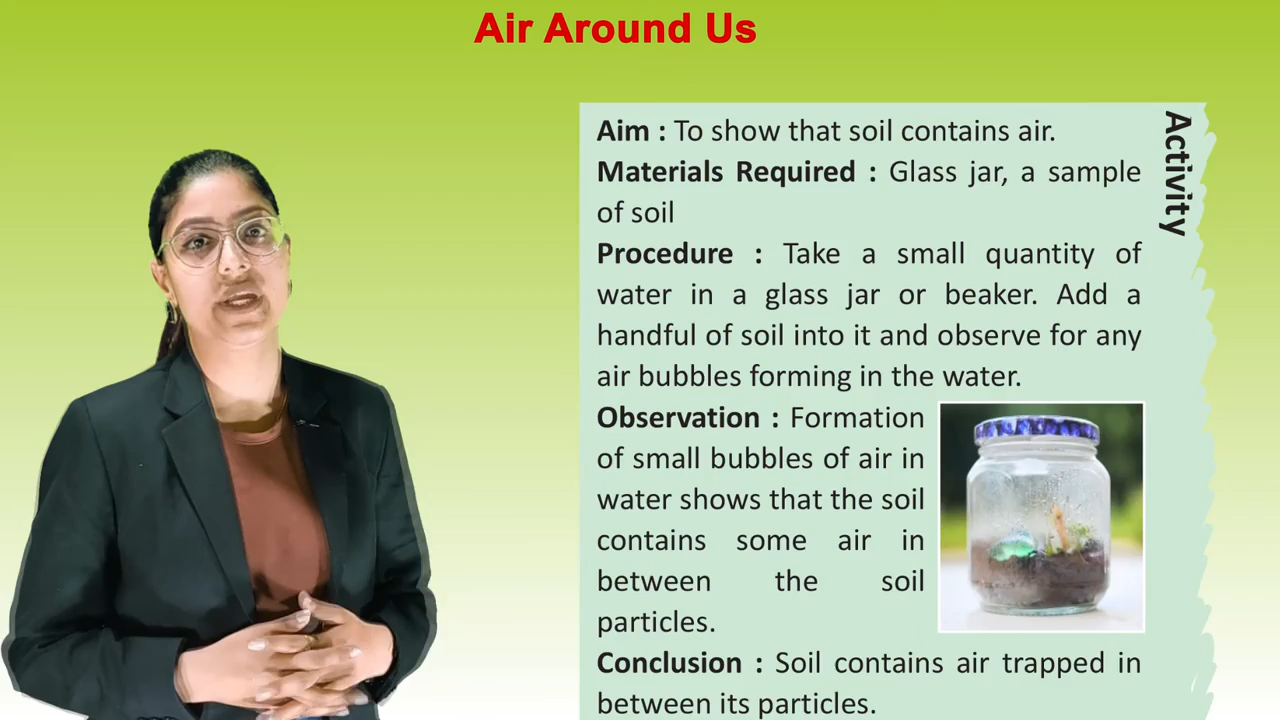 Air Around Us
Activity
Aim : To show that soil contains air.
Materials Required : Glass jar, a sample
of soil
Procedure : Take a small quantity of
water in a glass jar or beaker. Add a
handful of soil into it and observe for any
air bubbles forming in the water.
Observation : Formation
of small bubbles of air in
water shows that the soil
contains some air in
between the soil
particles.
Conclusion : Soil contains air trapped in
between its particles.